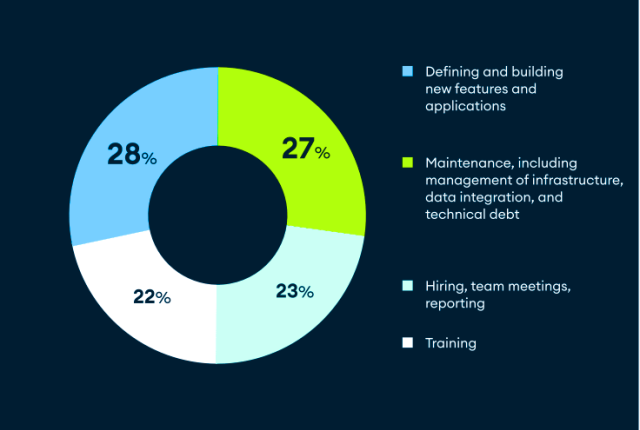 28%
27%
22%
23%
Defining and building
new features and
applications
Maintenance, including
management of infrastructure,
data integration, and
technical debt
Hiring, team meetings,
reporting
Training